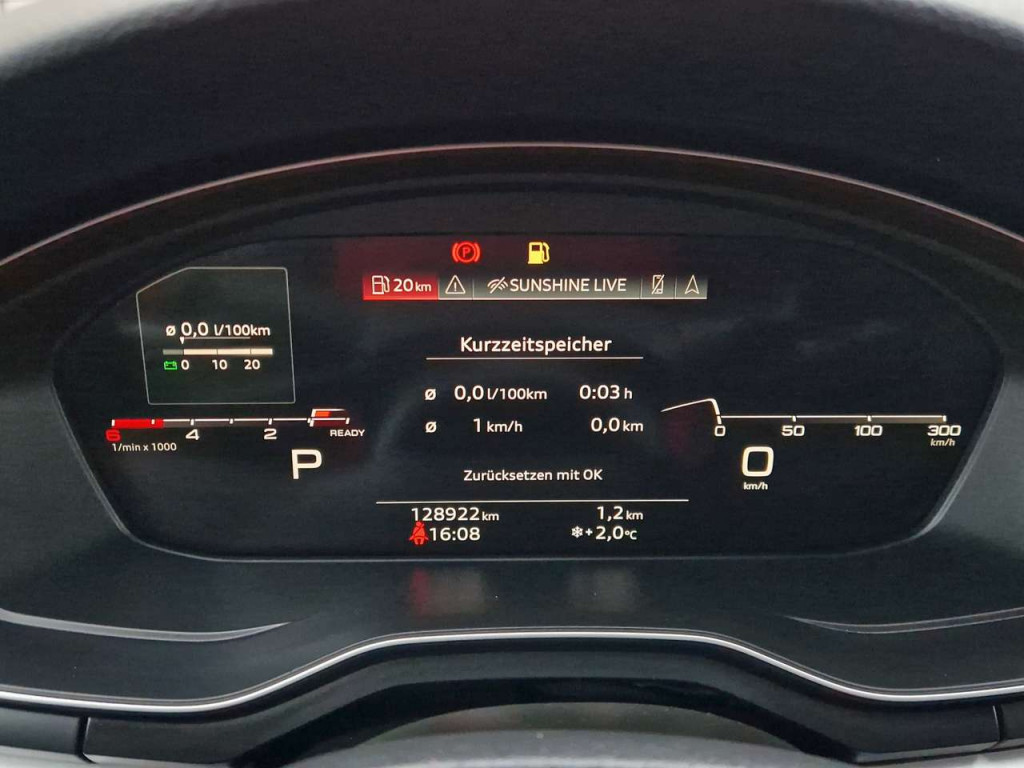 P
20 km
SUNSHINE LIVE
ø 0,0 l/100km
0 10 20
Kurzzeitspeicher
ø 0,0 l/100km 0:03 h
ø 1 km/h 0,0 km
6 4 2 READY
1/min x 1000
P
0 50 100 300
km/h
0
km/h
Zurücksetzen mit OK
128922 km 1,2 km
16:08 +2,0°C